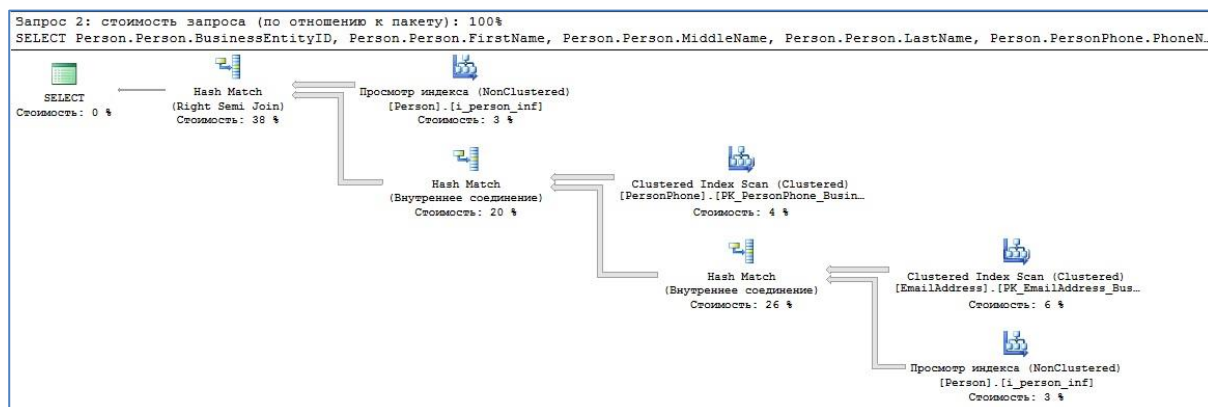 Запрос 2: стоимость запроса (по отношению к пакету): 100%
SELECT Person.Person.BusinessEntityID, Person.Person.FirstName, Person.Person.MiddleName, Person.Person.LastName, Person.PersonPhone.PhoneN…
SELECT
Стоимость: 0 %
Hash Match
(Right Semi Join)
Стоимость: 38 %
Просмотр индекса (NonClustered)
[Person].[i_person_inf]
Стоимость: 3 %
Hash Match
(Внутреннее соединение)
Стоимость: 20 %
Clustered Index Scan (Clustered)
[PersonPhone].[PK_PersonPhone_Busin…
Стоимость: 4 %
Hash Match
(Внутреннее соединение)
Стоимость: 26 %
Clustered Index Scan (Clustered)
[EmailAddress].[PK_EmailAddress_Bus…
Стоимость: 6 %
Просмотр индекса (NonClustered)
[Person].[i_person_inf]
Стоимость: 3 %